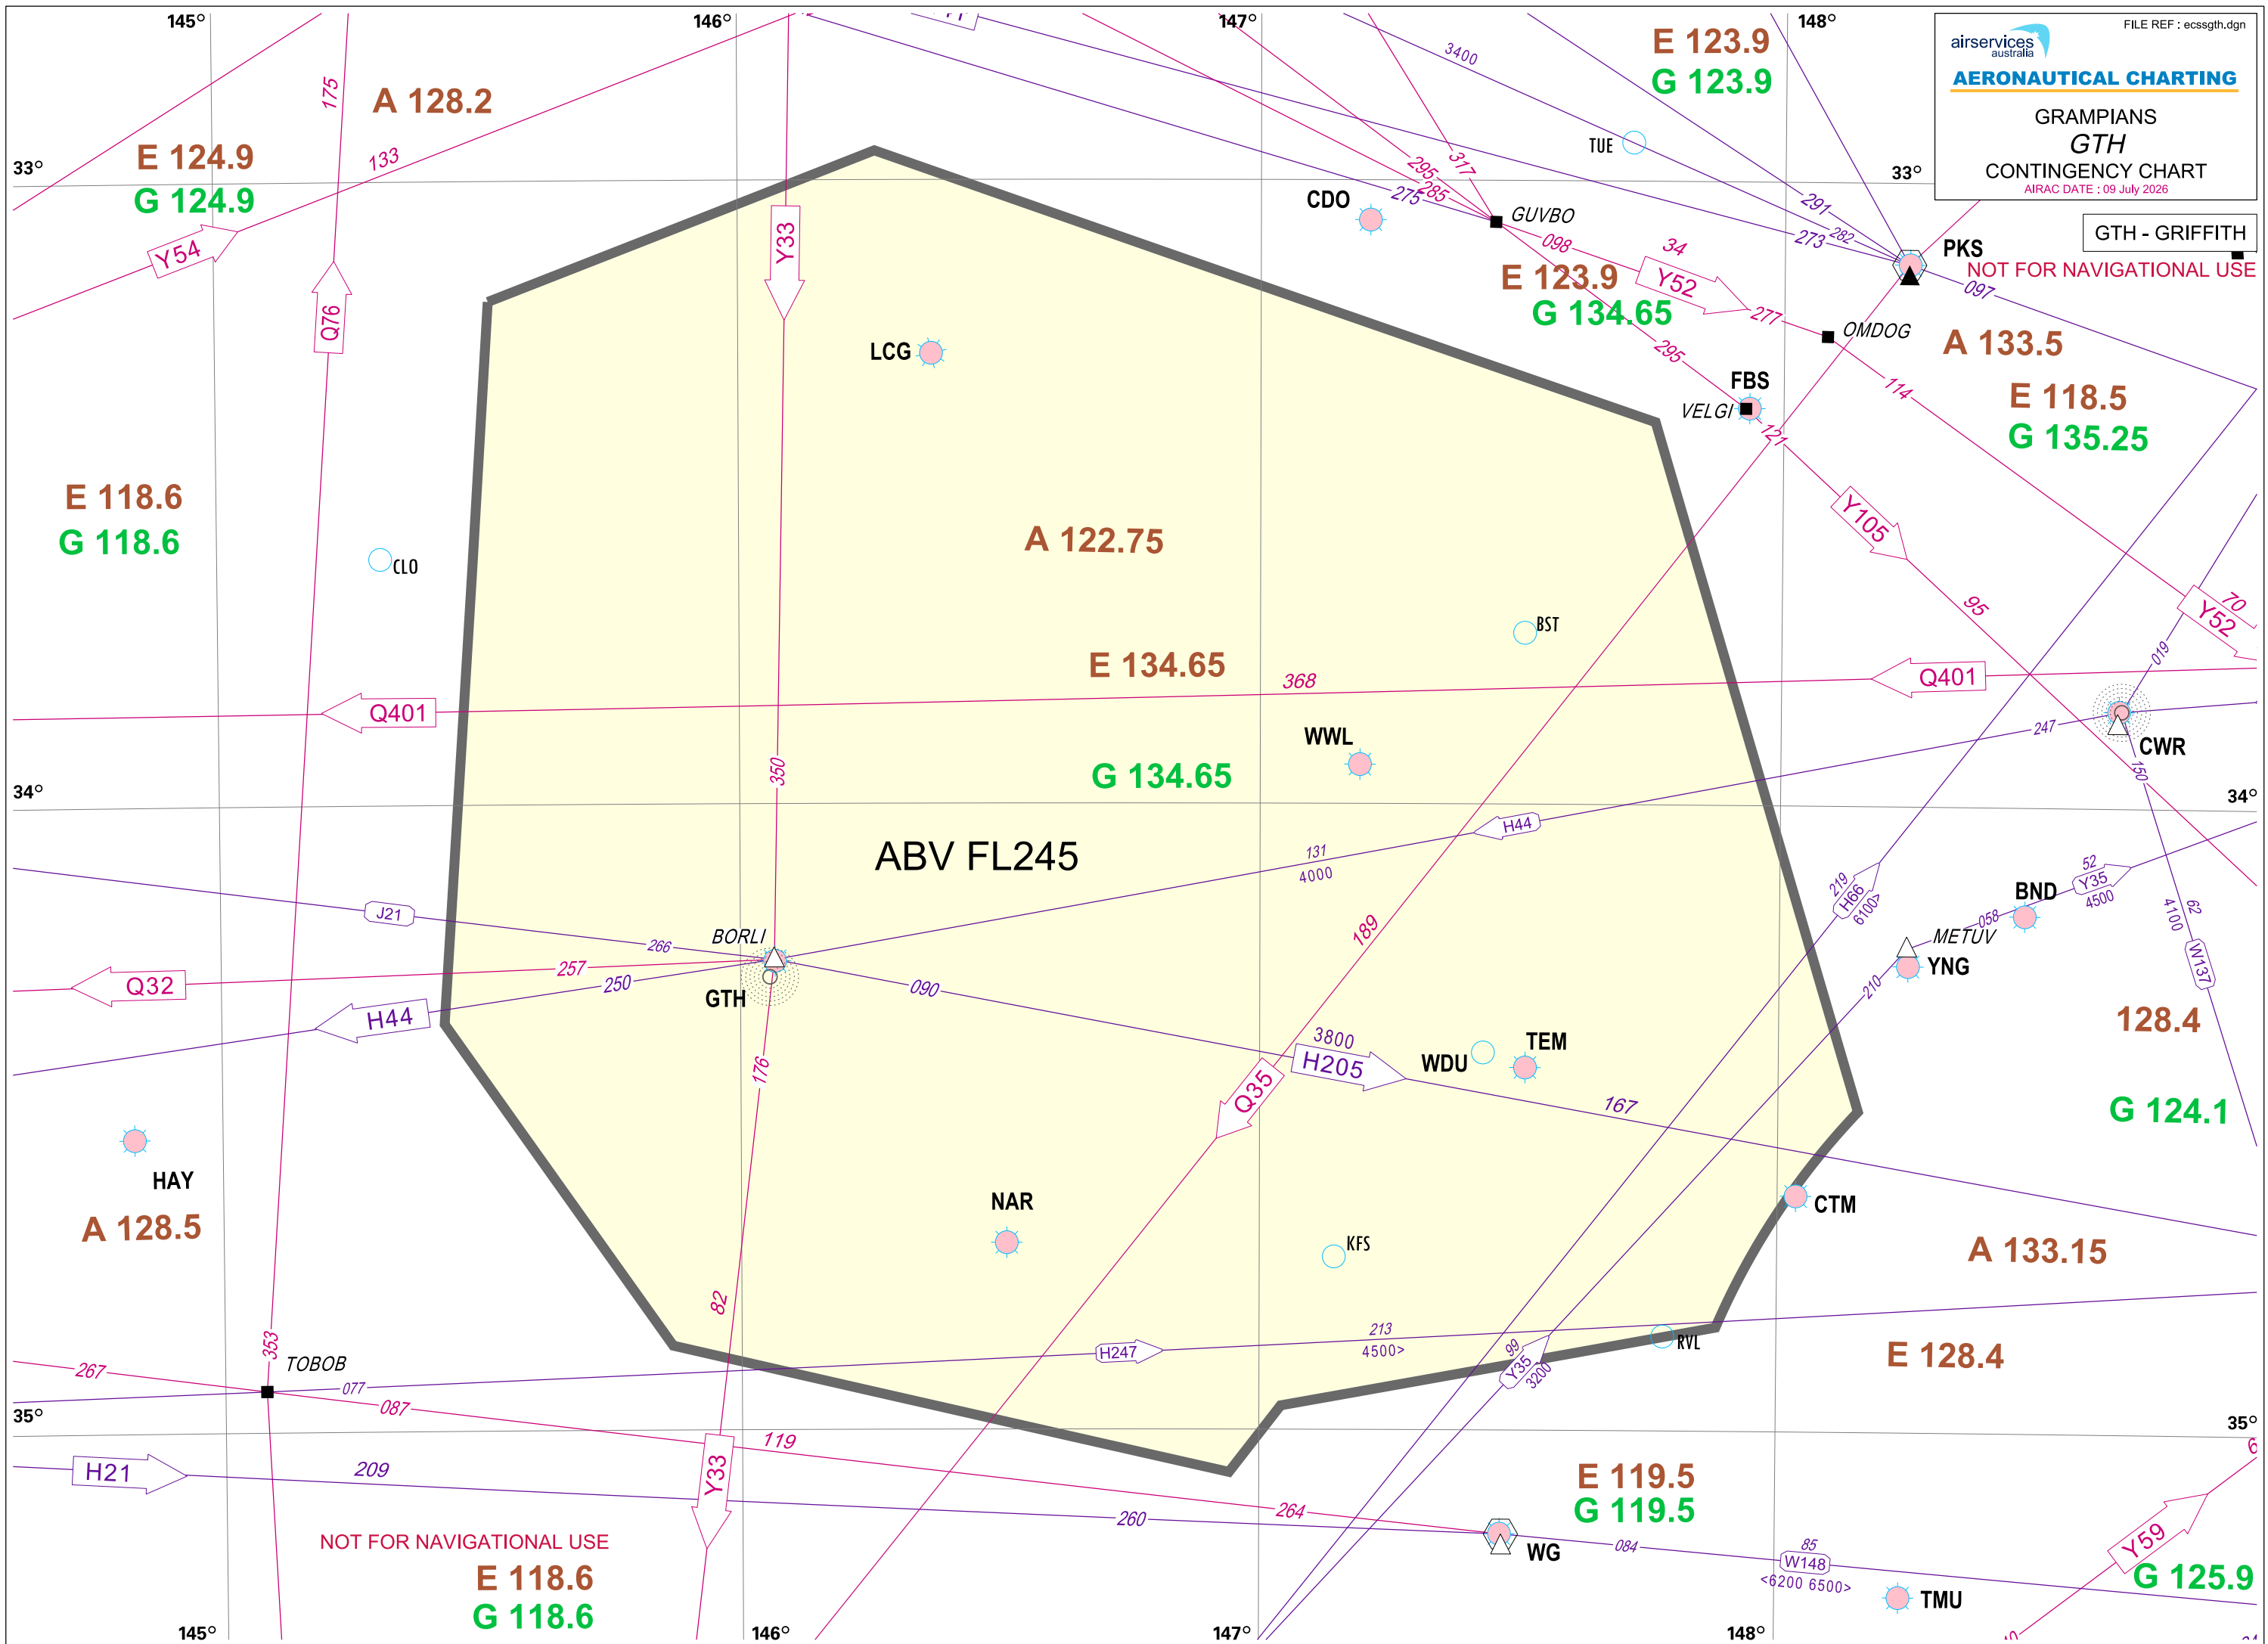 145°
146°
147°
148°
FILE REF : ecssgth.dgn
airservices
australia
AERONAUTICAL CHARTING
GRAMPIANS
GTH
CONTINGENCY CHART
AIRAC DATE : 09 July 2026
GTH - GRIFFITH
NOT FOR NAVIGATIONAL USE
E 123.9
G 123.9
3400
175
A 128.2
E 124.9
G 124.9
133
33°
33°
Y54
Q76
Y33
TUE
CDO
317
295
285
275
GUVBO
098
34
Y52
291
282
273
PKS
097
E 123.9
G 134.65
277
OMDOG
A 133.5
LCG
295
FBS
VELGI
121
114
E 118.5
G 135.25
E 118.6
G 118.6
CLO
A 122.75
Y105
95
70
Y52
BST
E 134.65
368
Q401
Q401
019
WWL
247
CWR
150
350
G 134.65
34°
34°
H44
131
4000
ABV FL245
J21
266
BORLI
257
250
Q32
H44
GTH
090
189
219
H66
6100>
52
Y35
4500
BND
058
METUV
YNG
210
62
4100
W137
128.4
G 124.1
176
3800
H205
WDU
TEM
Q35
167
HAY
A 128.5
NAR
KFS
CTM
A 133.15
82
353
TOBOB
267
077
087
H247
213
4500>
99
Y35
3200
RVL
E 128.4
35°
35°
H21
209
119
Y33
6
E 119.5
G 119.5
264
260
WG
084
85
W148
<6200 6500>
Y59
G 125.9
TMU
NOT FOR NAVIGATIONAL USE
E 118.6
G 118.6
145°
146°
147°
148°